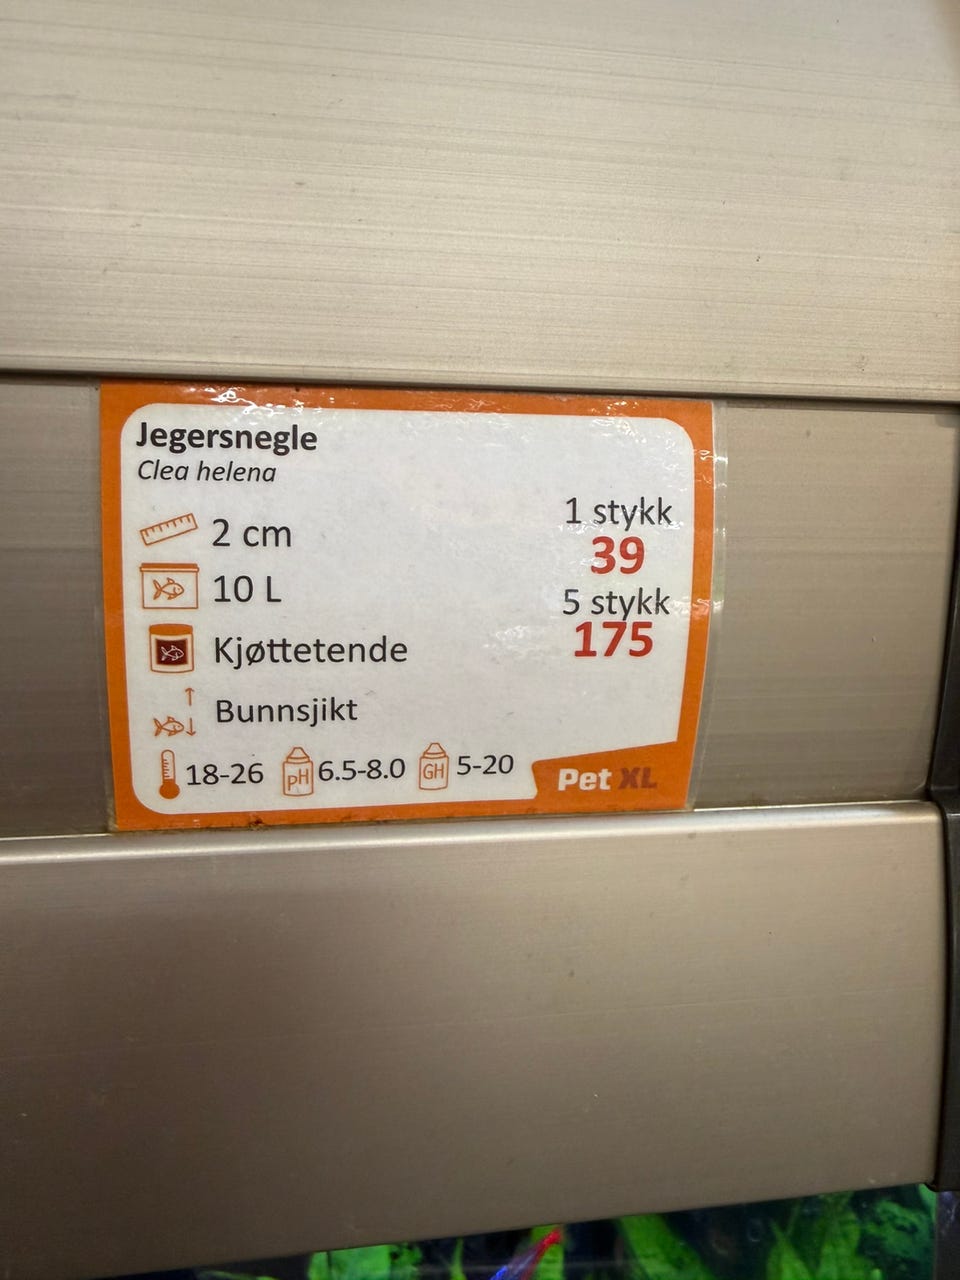 Jegersnegle
Clea helena
2 cm
10 L
Kjøttetende
Bunnsjikt
1 stykk
39
5 stykk
175
18-26 pH 6.5-8.0 GH 5-20
Pet XL